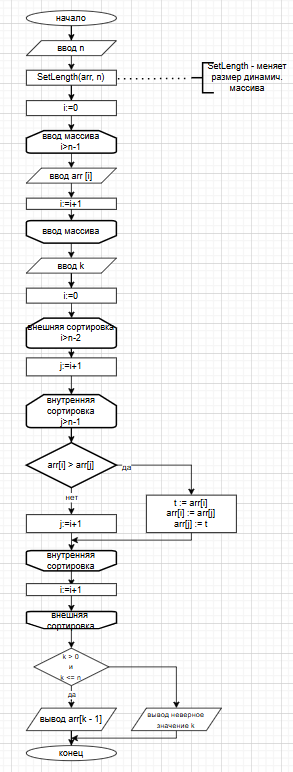 начало
ввод n
SetLength(arr, n)
SetLength - меняет
размер динамич.
массива
i:=0
ввод массива
i>n-1
ввод arr [i]
i:=i+1
ввод массива
ввод k
i:=0
внешняя сортировка
i>n-2
j:=i+1
внутренняя
сортировка
j>n-1
arr[i] > arr[j]
да
нет
t := arr[i]
arr[i] := arr[j]
arr[j] := t
j:=i+1
внутренняя
сортировка
i:=i+1
внешняя
сортировка
k > 0
и
k <= n
да
вывод arr[k - 1]
вывод неверное
значение k
конец